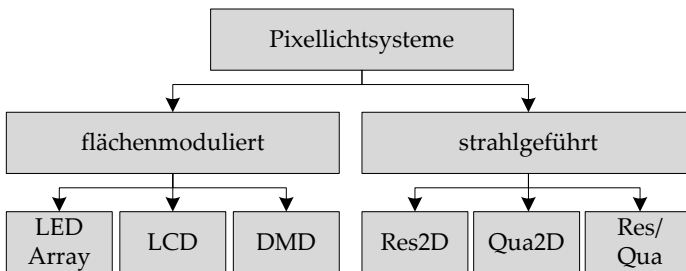 Pixellichtsysteme
flächenmoduliert
strahlgeführt
LED
Array
LCD
DMD
Res2D
Qua2D
Res/
Qua